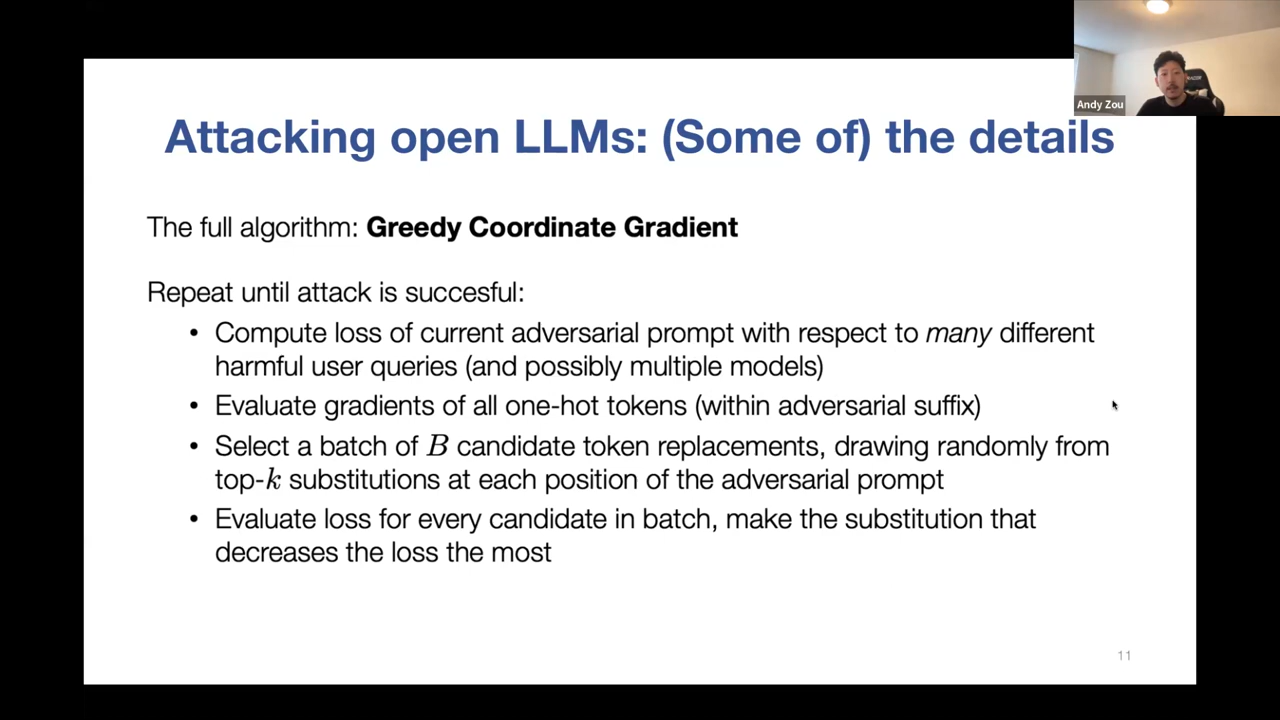 Andy Zou
Attacking open LLMs: (Some of) the details
The full algorithm: Greedy Coordinate Gradient
Repeat until attack is succesful:
• Compute loss of current adversarial prompt with respect to many different
harmful user queries (and possibly multiple models)
• Evaluate gradients of all one-hot tokens (within adversarial suffix)
• Select a batch of B candidate token replacements, drawing randomly from
top-k substitutions at each position of the adversarial prompt
• Evaluate loss for every candidate in batch, make the substitution that
decreases the loss the most
11